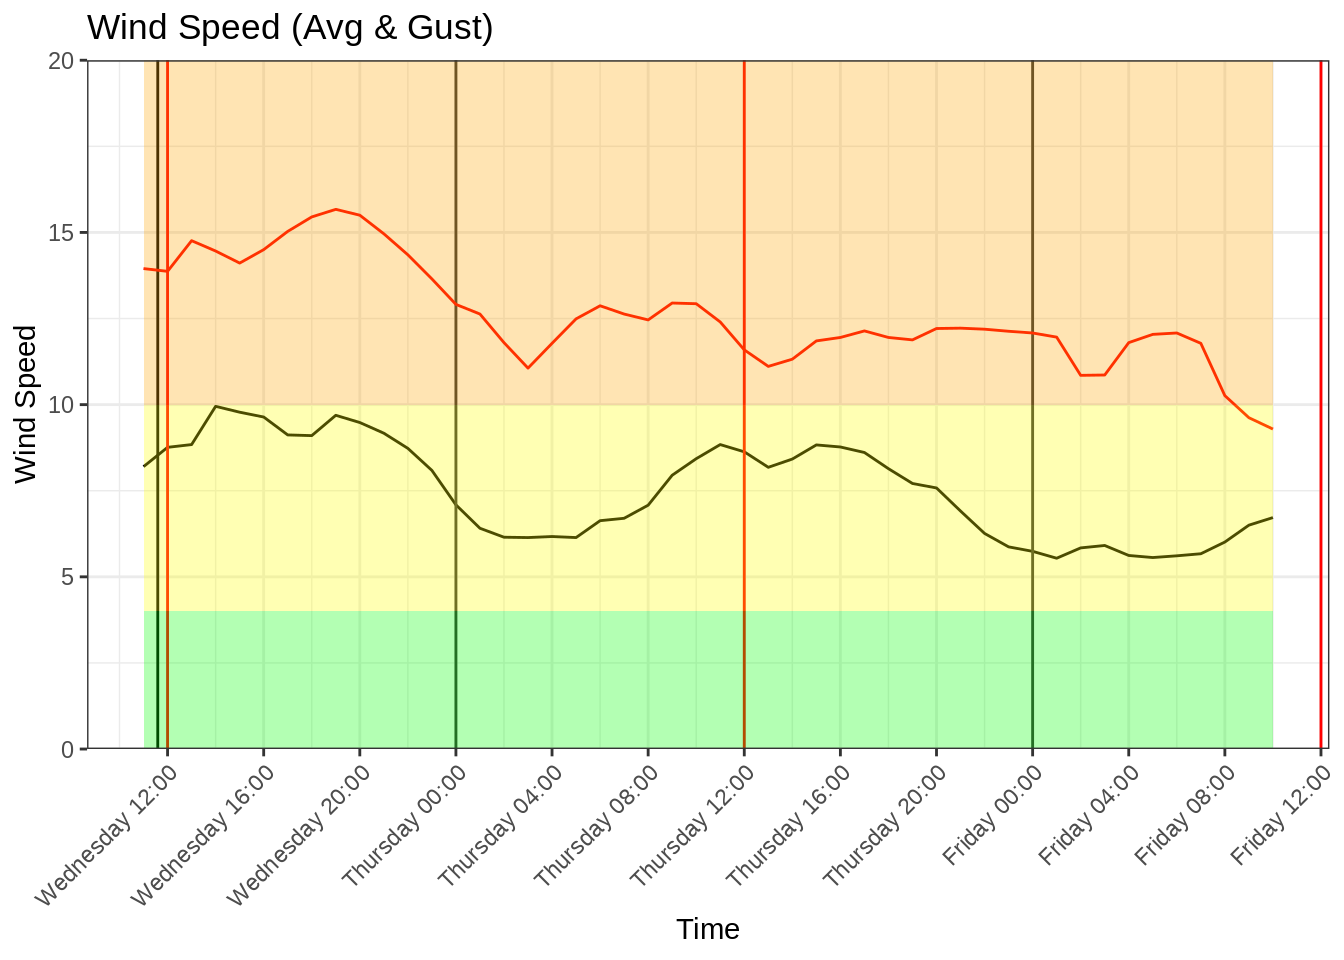 Wind Speed (Avg & Gust)
20
15
10
5
0
Wind Speed
Wednesday 12:00
Wednesday 16:00
Wednesday 20:00
Thursday 00:00
Thursday 04:00
Thursday 08:00
Thursday 12:00
Thursday 16:00
Thursday 20:00
Friday 00:00
Friday 04:00
Friday 08:00
Friday 12:00
Time